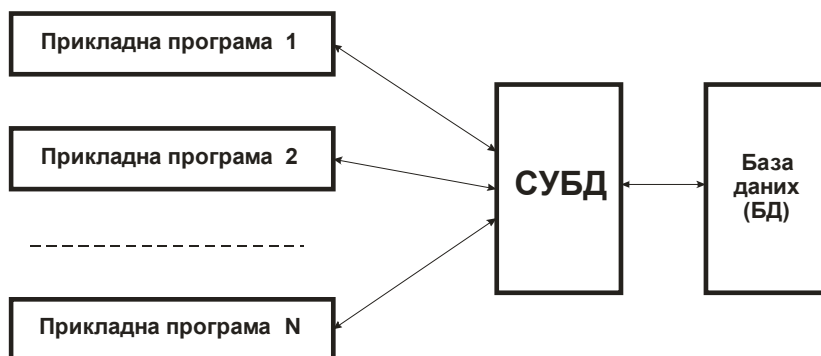 Прикладна програма 1
Прикладна програма 2
Прикладна програма N
СУБД
База
даних
(БД)